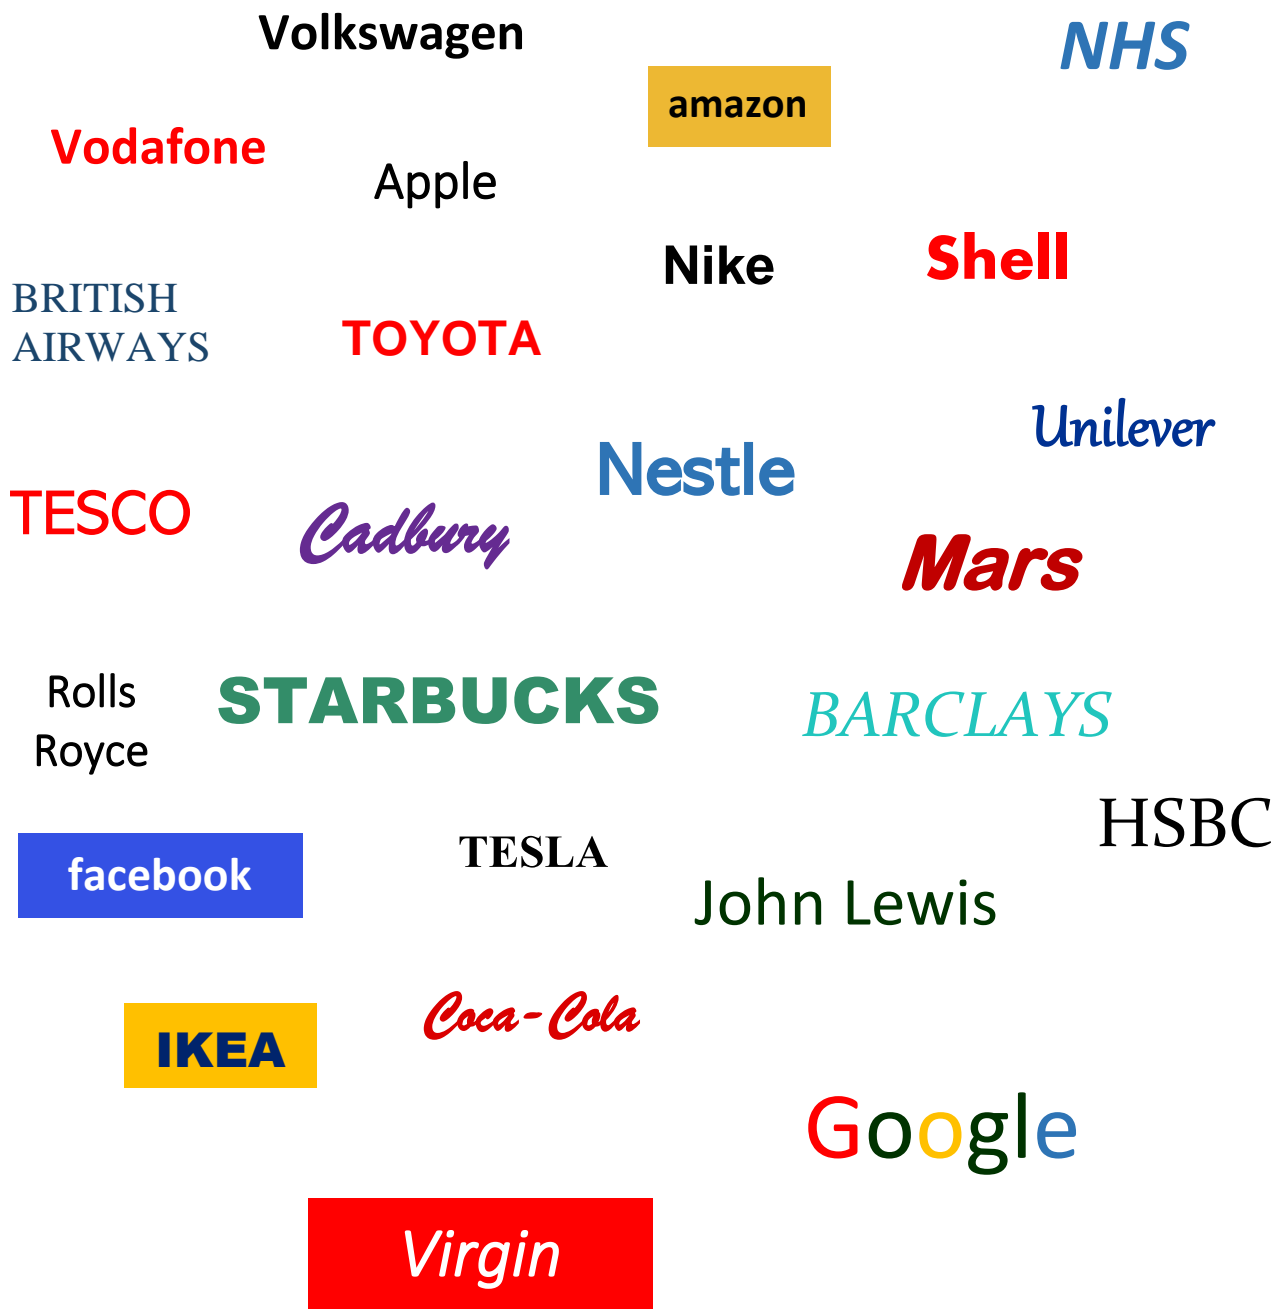 Volkswagen
NHS
amazon
Vodafone
Apple
Nike
Shell
BRITISH
AIRWAYS
TOYOTA
Unilever
Nestle
TESCO
Cadbury
Mars
Rolls
Royce
STARBUCKS
BARCLAYS
HSBC
facebook
TESLA
John Lewis
IKEA
Coca-Cola
Google
Virgin